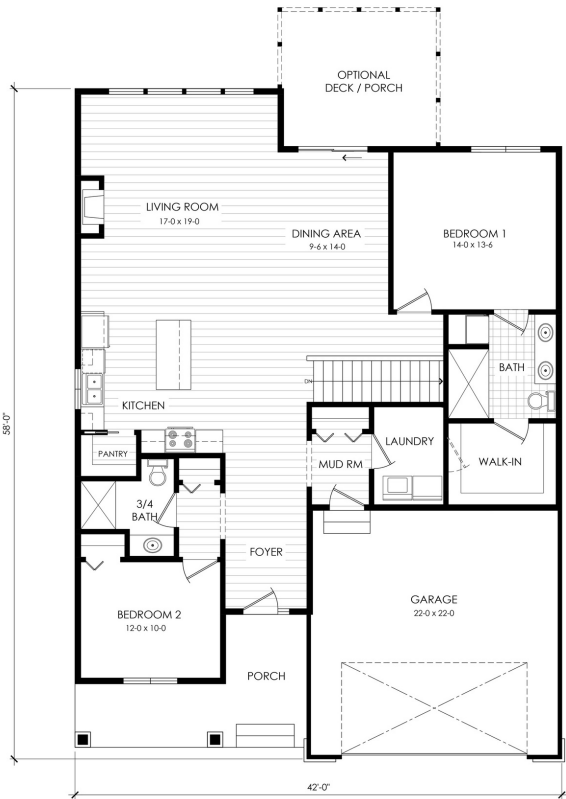 OPTIONAL
DECK / PORCH
LIVING ROOM
17-0 x 19-0
DINING AREA
9-6 x 14-0
BEDROOM 1
14-0 x 13-6
BATH
DN
KITCHEN
58'-0"
LAUNDRY
PANTRY
MUD RM
WALK-IN
3/4
BATH
FOYER
GARAGE
22-0 x 22-0
BEDROOM 2
12-0 x 10-0
PORCH
42'-0"